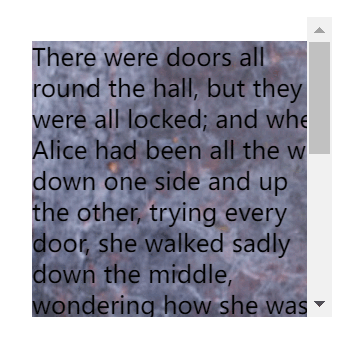 There were doors all
round the hall, but they
were all locked; and whe
Alice had been all the w
down one side and up
the other, trying every
door, she walked sadly
down the middle,
wondering how she was